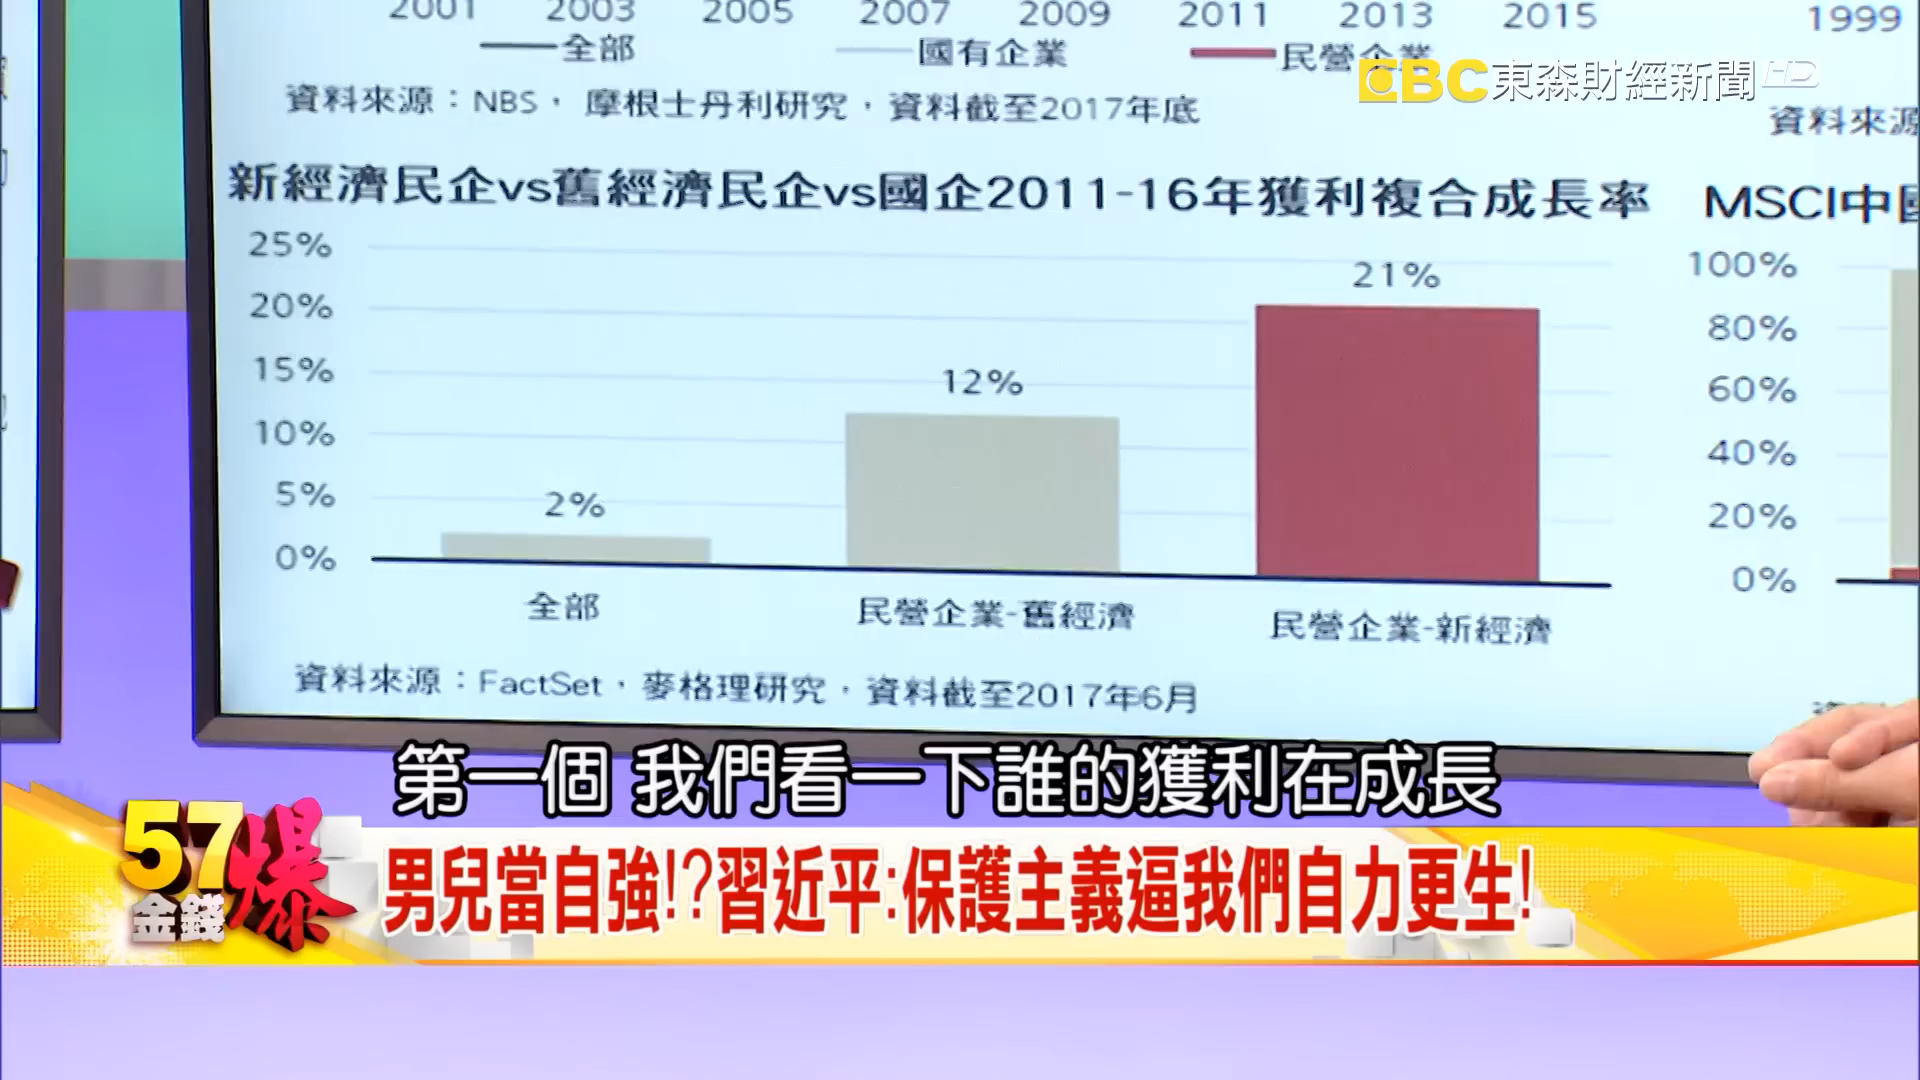 2001 2003 2005 2007 2009 2011 2013 2015
1999
全部 國有企業 民營企業
EBC 東森財經新聞 HD
資料來源：NBS，摩根士丹利研究，資料截至2017年底
資料來源
新經濟民企vs舊經濟民企vs國企2011-16年獲利複合成長率
MSCI中國
25%
20%
15%
10%
5%
0%
2%
12%
21%
全部
民營企業-舊經濟
民營企業-新經濟
100%
80%
60%
40%
20%
0%
資料來源：FactSet，麥格理研究，資料截至2017年6月
第一個 我們看一下誰的獲利在成長
57爆
金錢
男兒當自強!?習近平:保護主義逼我們自力更生!